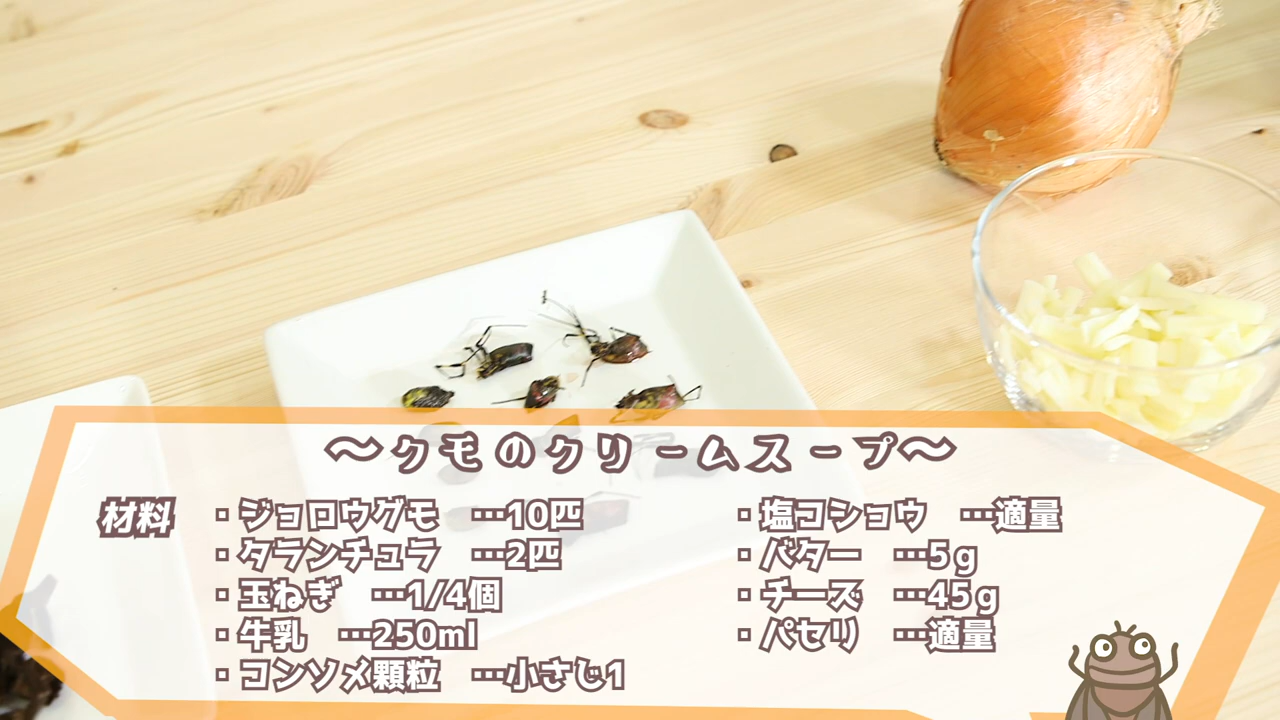 〜クモのクリームスープ〜
材料
・ジョロウグモ …10匹
・タランチュラ …2匹
・玉ねぎ …1/4個
・牛乳 …250ml
・コンソメ顆粒 …小さじ1
・塩コショウ …適量
・バター …5g
・チーズ …45g
・パセリ …適量